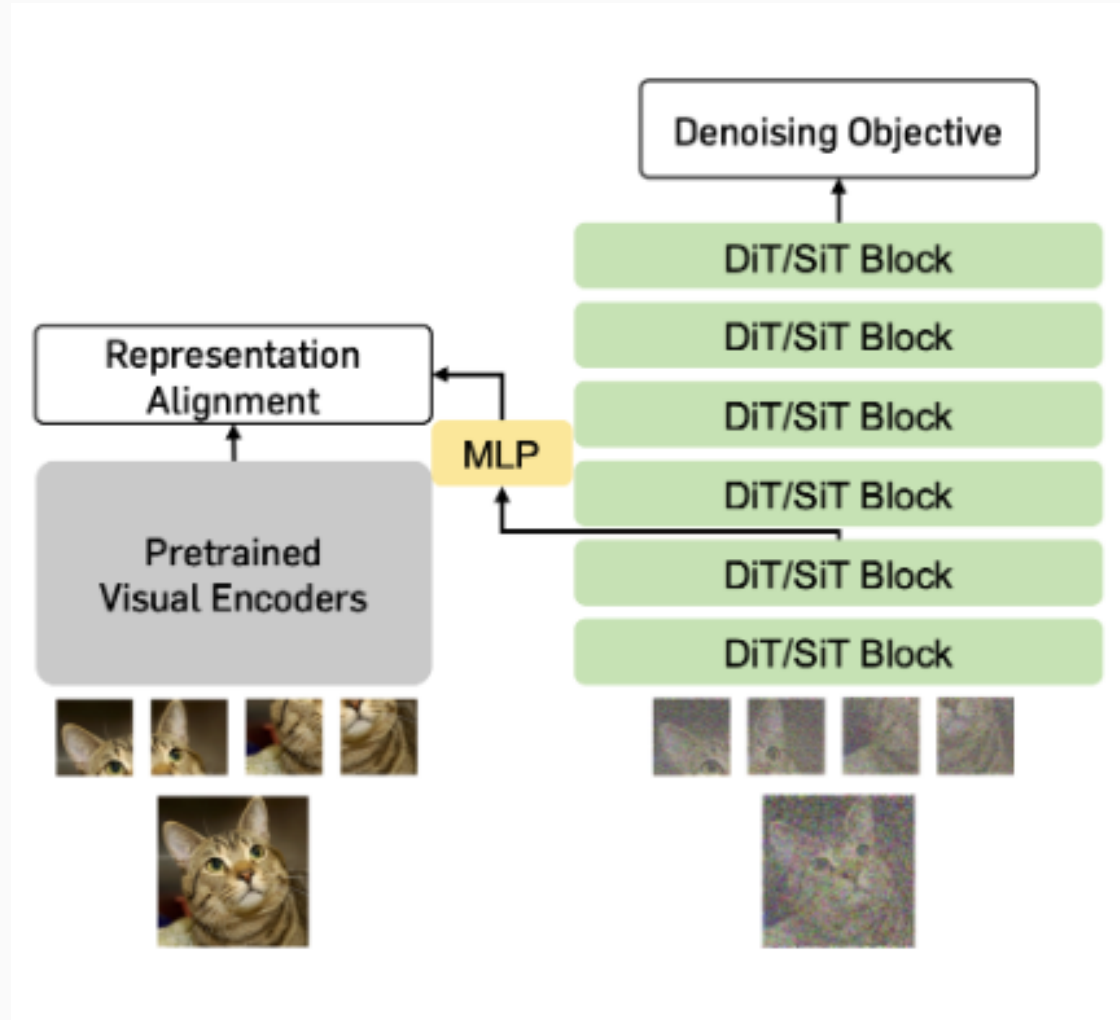 Denoising Objective
DiT/SiT Block
DiT/SiT Block
DiT/SiT Block
DiT/SiT Block
DiT/SiT Block
DiT/SiT Block
Representation
Alignment
MLP
Pretrained
Visual Encoders